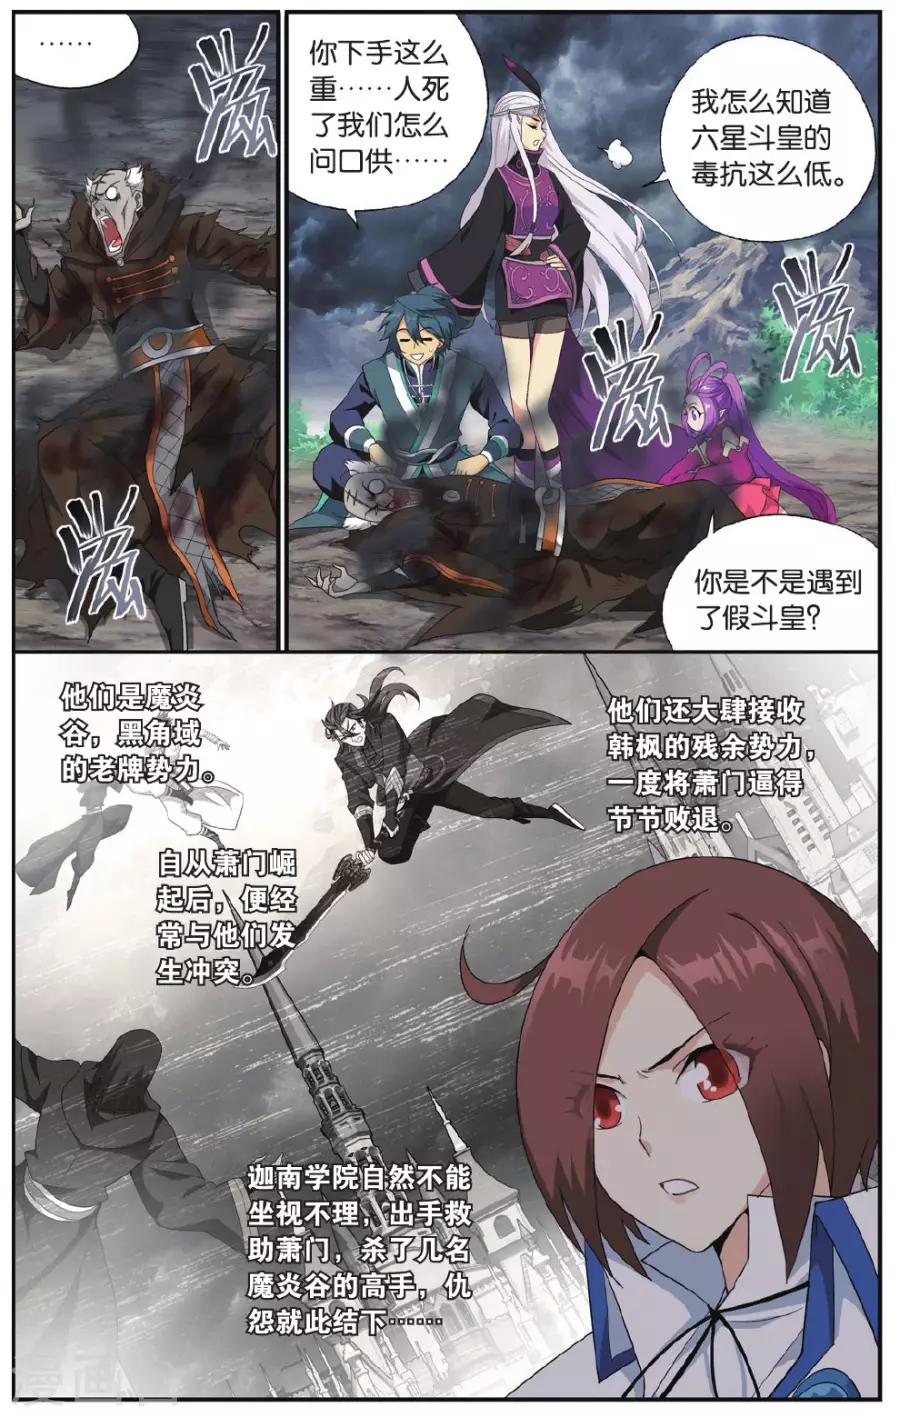 ……
你下手这么
重……人死
了我们怎么
问口供……
我怎么知道
六星斗皇的
毒抗这么低。
你是不是遇到
了假斗皇？
他们是魔炎
谷，黑角域
的老牌势力。
自从萧门崛
起后，便经
常与他们发
生冲突。
他们还大肆接收
韩枫的残余势力，
一度将萧门逼得
节节败退。
迦南学院自然不能
坐视不理，出手救
助萧门，杀了几名
魔炎谷的高手，仇
怨就此结下……